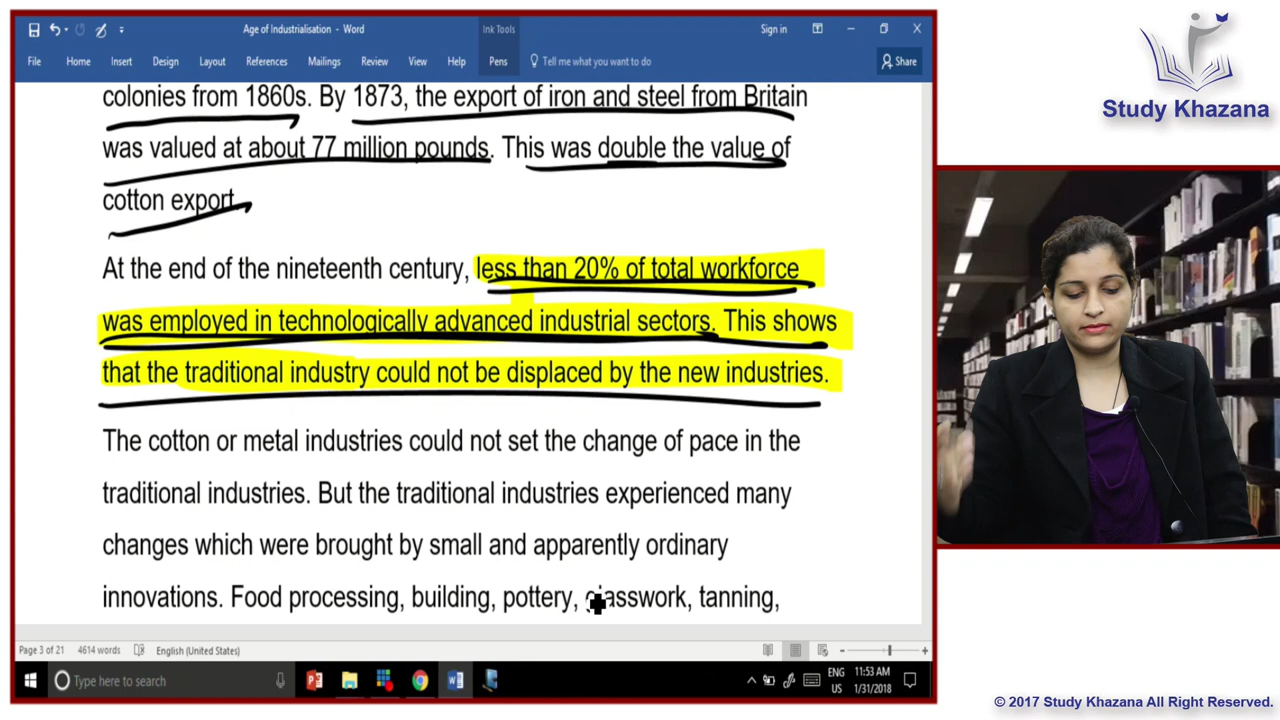 Age of Industrialisation - Word
Ink Tools
Sign in
File Home Insert Design Layout References Mailings Review View Help Pens Tell me what you want to do Share
Study Khazana
colonies from 1860s. By 1873, the export of iron and steel from Britain
was valued at about 77 million pounds. This was double the value of
cotton export.
At the end of the nineteenth century, less than 20% of total workforce
was employed in technologically advanced industrial sectors. This shows
that the traditional industry could not be displaced by the new industries.
The cotton or metal industries could not set the change of pace in the
traditional industries. But the traditional industries experienced many
changes which were brought by small and apparently ordinary
innovations. Food processing, building, pottery, glasswork, tanning,
Page 3 of 21 4614 words English (United States)
Type here to search
ENG
US
11:53 AM
1/31/2018
© 2017 Study Khazana All Right Reserved.